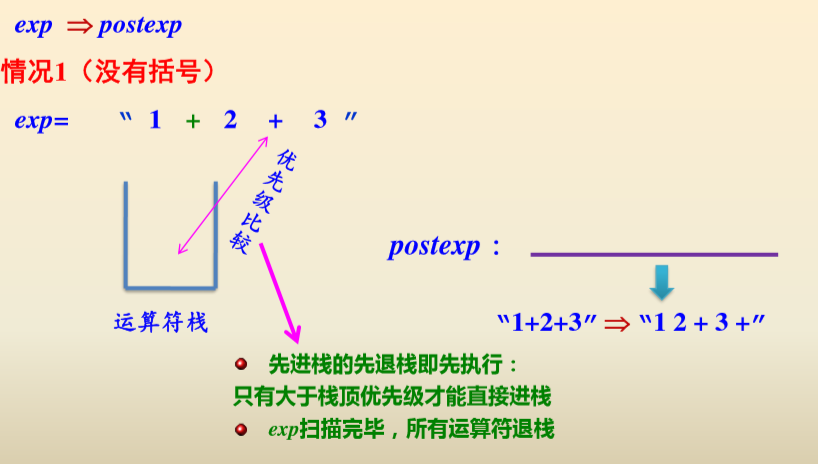 exp ⇒ postexp
情况1（没有括号）
exp= “ 1 + 2 + 3 ”
优先级比较
postexp：
运算符栈
“1+2+3” ⇒ “1 2 + 3 +”
先进栈的先退栈即先执行：
只有大于栈顶优先级才能直接进栈
exp扫描完毕，所有运算符退栈